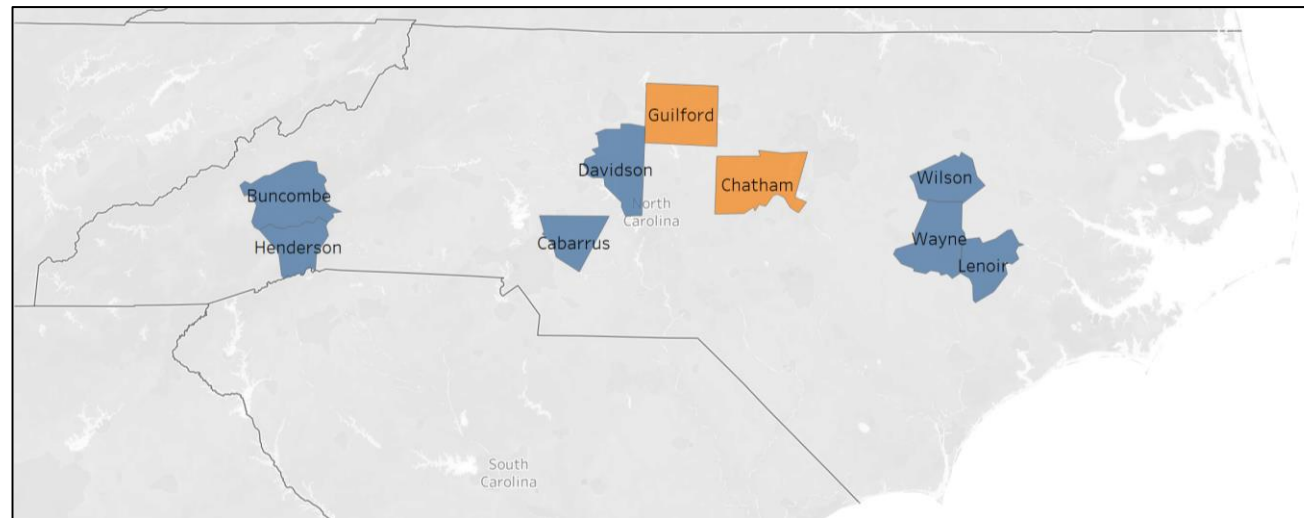 Guilford
Davidson
Chatham
Wilson
Buncombe
North
Carolina
Wayne
Cabarrus
Henderson
Lenoir
South
Carolina